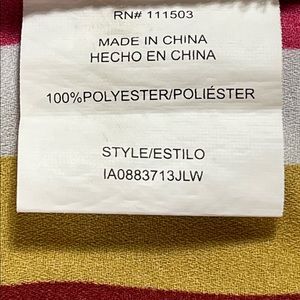 RN# 111503
MADE IN CHINA
HECHO EN CHINA
100%POLYESTER/POLIÉSTER
STYLE/ESTILO
IA0883713JLW